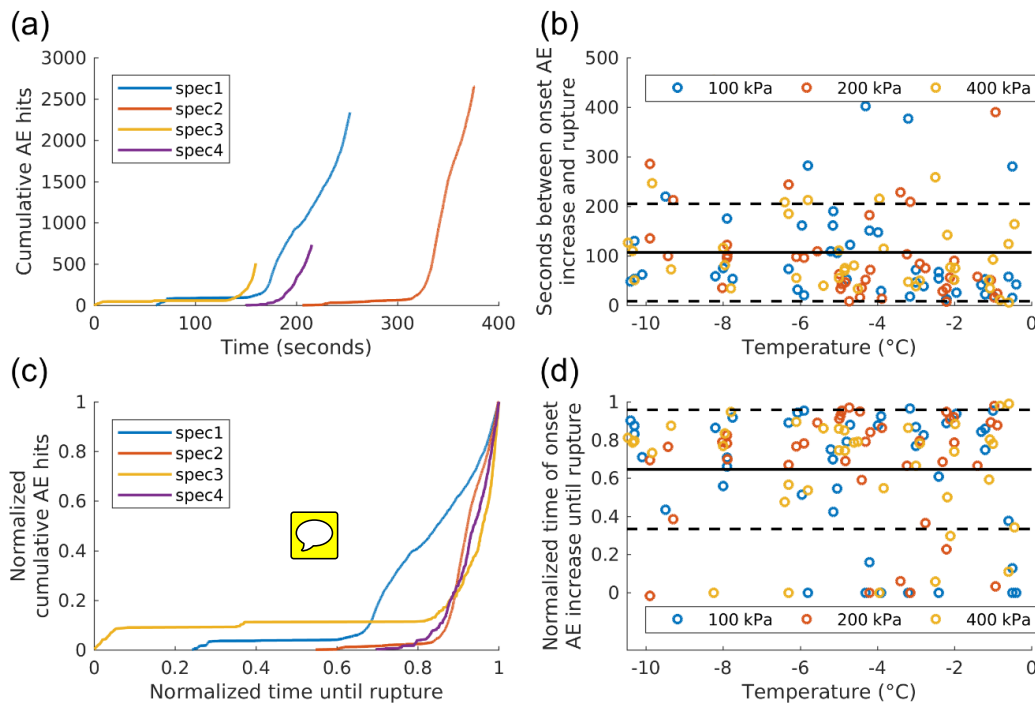 (a)
3000
2500
2000
1500
1000
500
0
Cumulative AE hits
spec1
spec2
spec3
spec4
0 100 200 300 400
Time (seconds)
(b)
500
400
300
200
100
0
Seconds between onset AE
increase and rupture
100 kPa 200 kPa 400 kPa
-10 -8 -6 -4 -2 0
Temperature (°C)
(c)
1
0.8
0.6
0.4
0.2
0
Normalized
cumulative AE hits
spec1
spec2
spec3
spec4
0 0.2 0.4 0.6 0.8 1
Normalized time until rupture
(d)
1
0.8
0.6
0.4
0.2
0
Normalized time of onset
AE increase until rupture
100 kPa 200 kPa 400 kPa
-10 -8 -6 -4 -2 0
Temperature (°C)